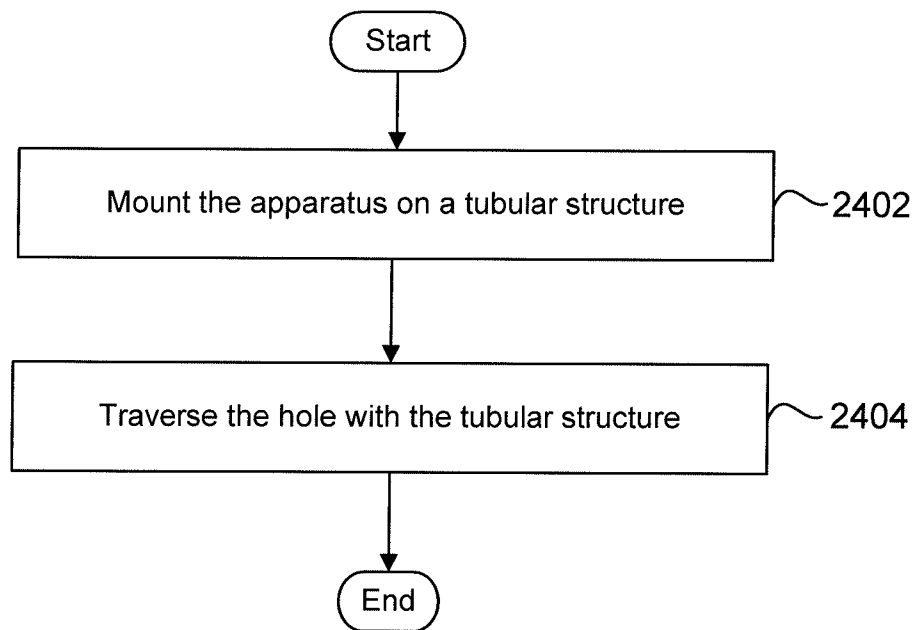 Start
Mount the apparatus on a tubular structure
2402
Traverse the hole with the tubular structure
2404
End